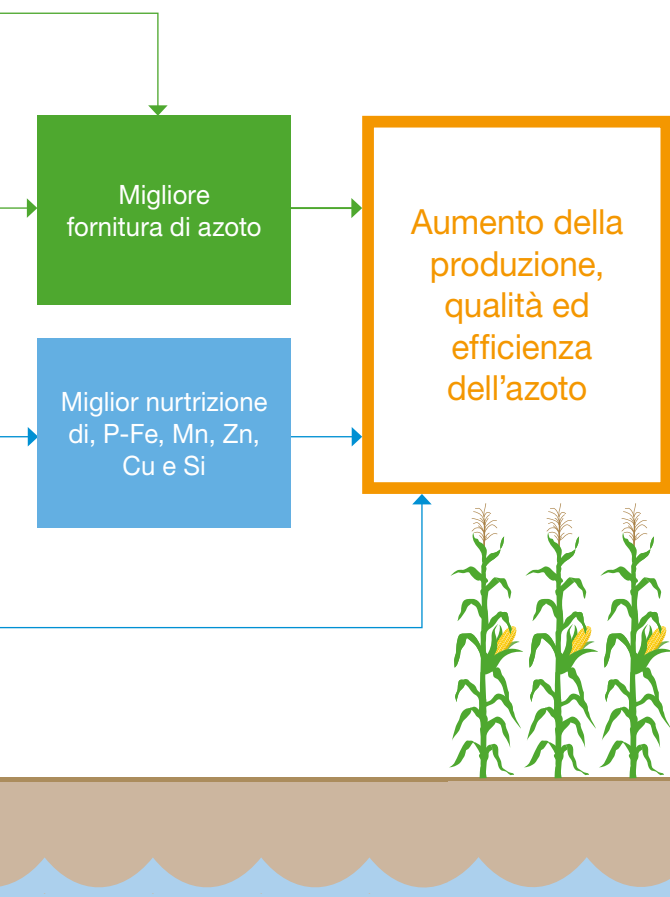 Migliore
fornitura di azoto
Aumento della
produzione,
qualità ed
efficienza
dell’azoto
Miglior nurtrizione
di, P-Fe, Mn, Zn,
Cu e Si